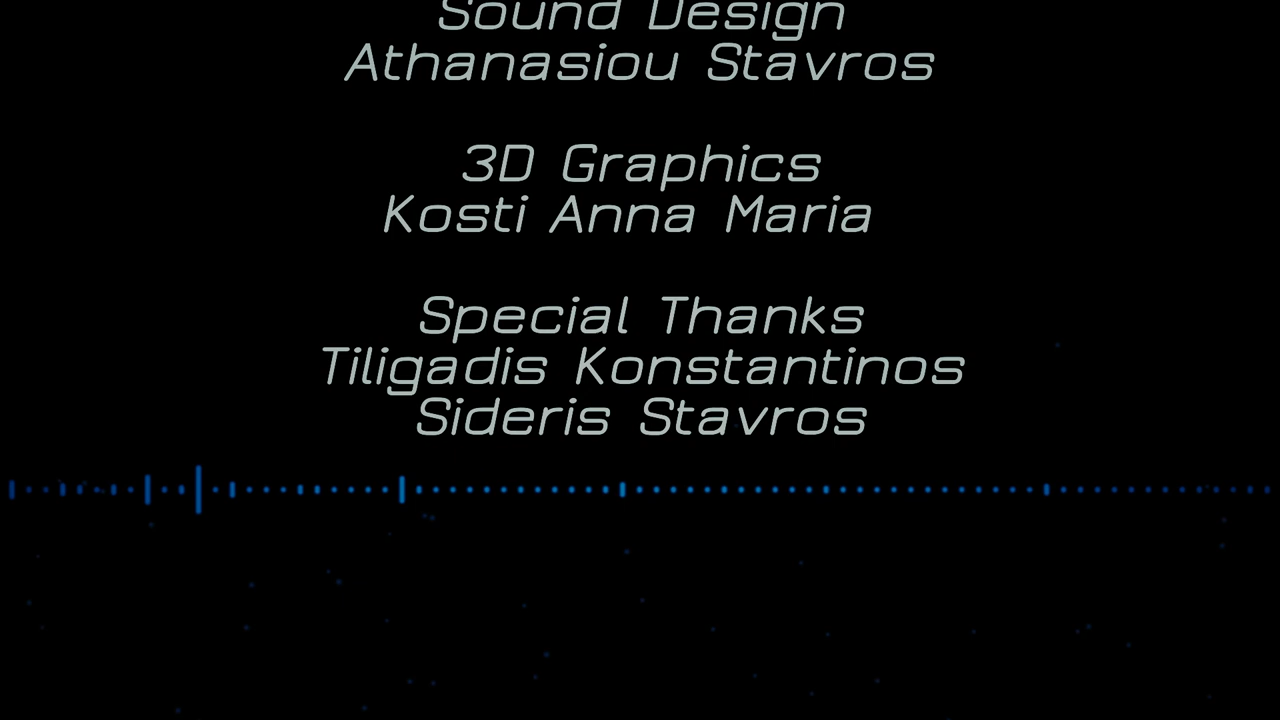 Sound Design
Athanasiou Stavros
3D Graphics
Kosti Anna Maria
Special Thanks
Tiligadis Konstantinos
Sideris Stavros